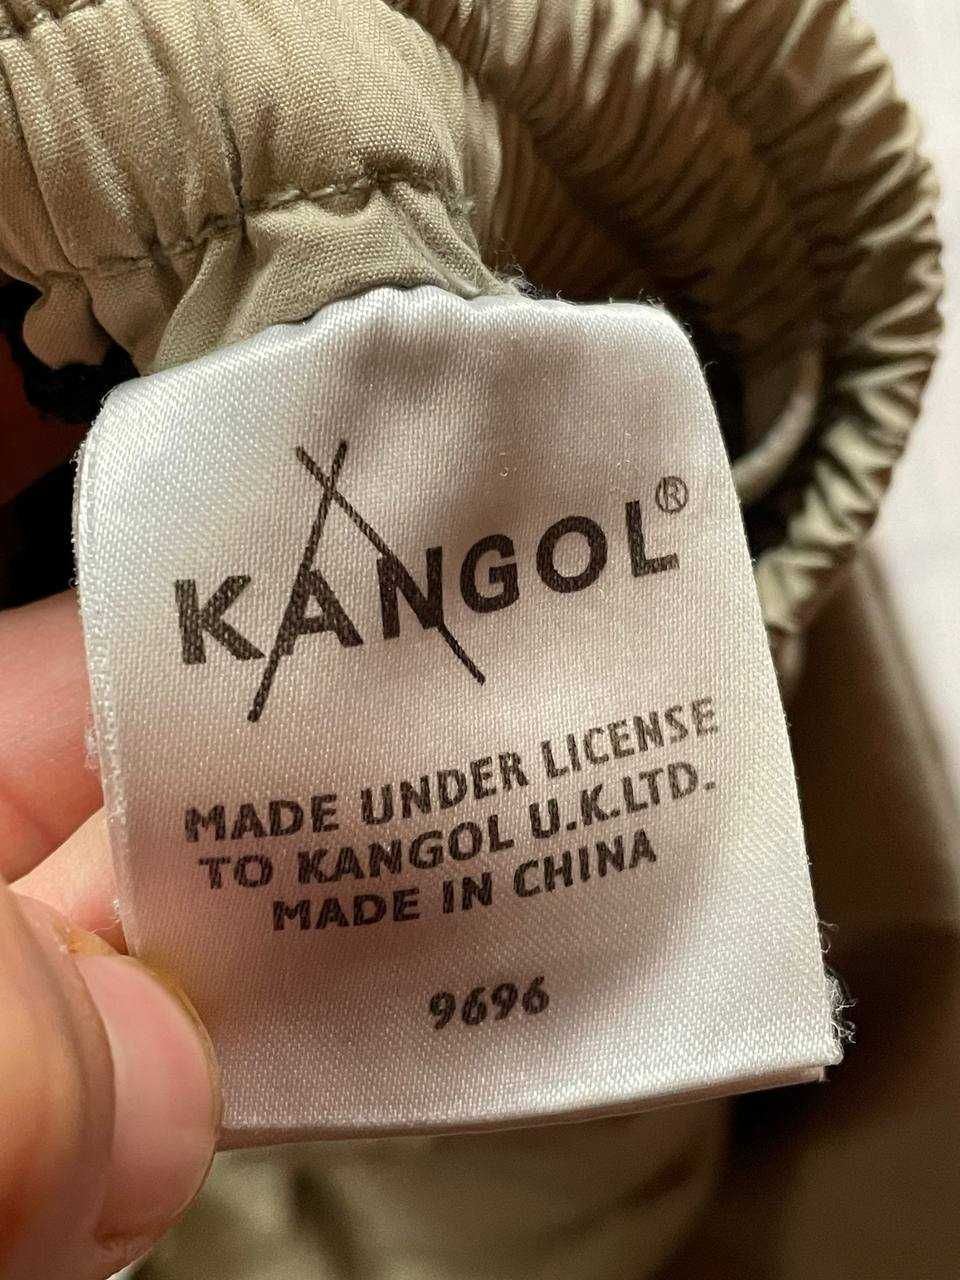 KANGOL®
MADE UNDER LICENSE
TO KANGOL U.K.LTD.
MADE IN CHINA
9696